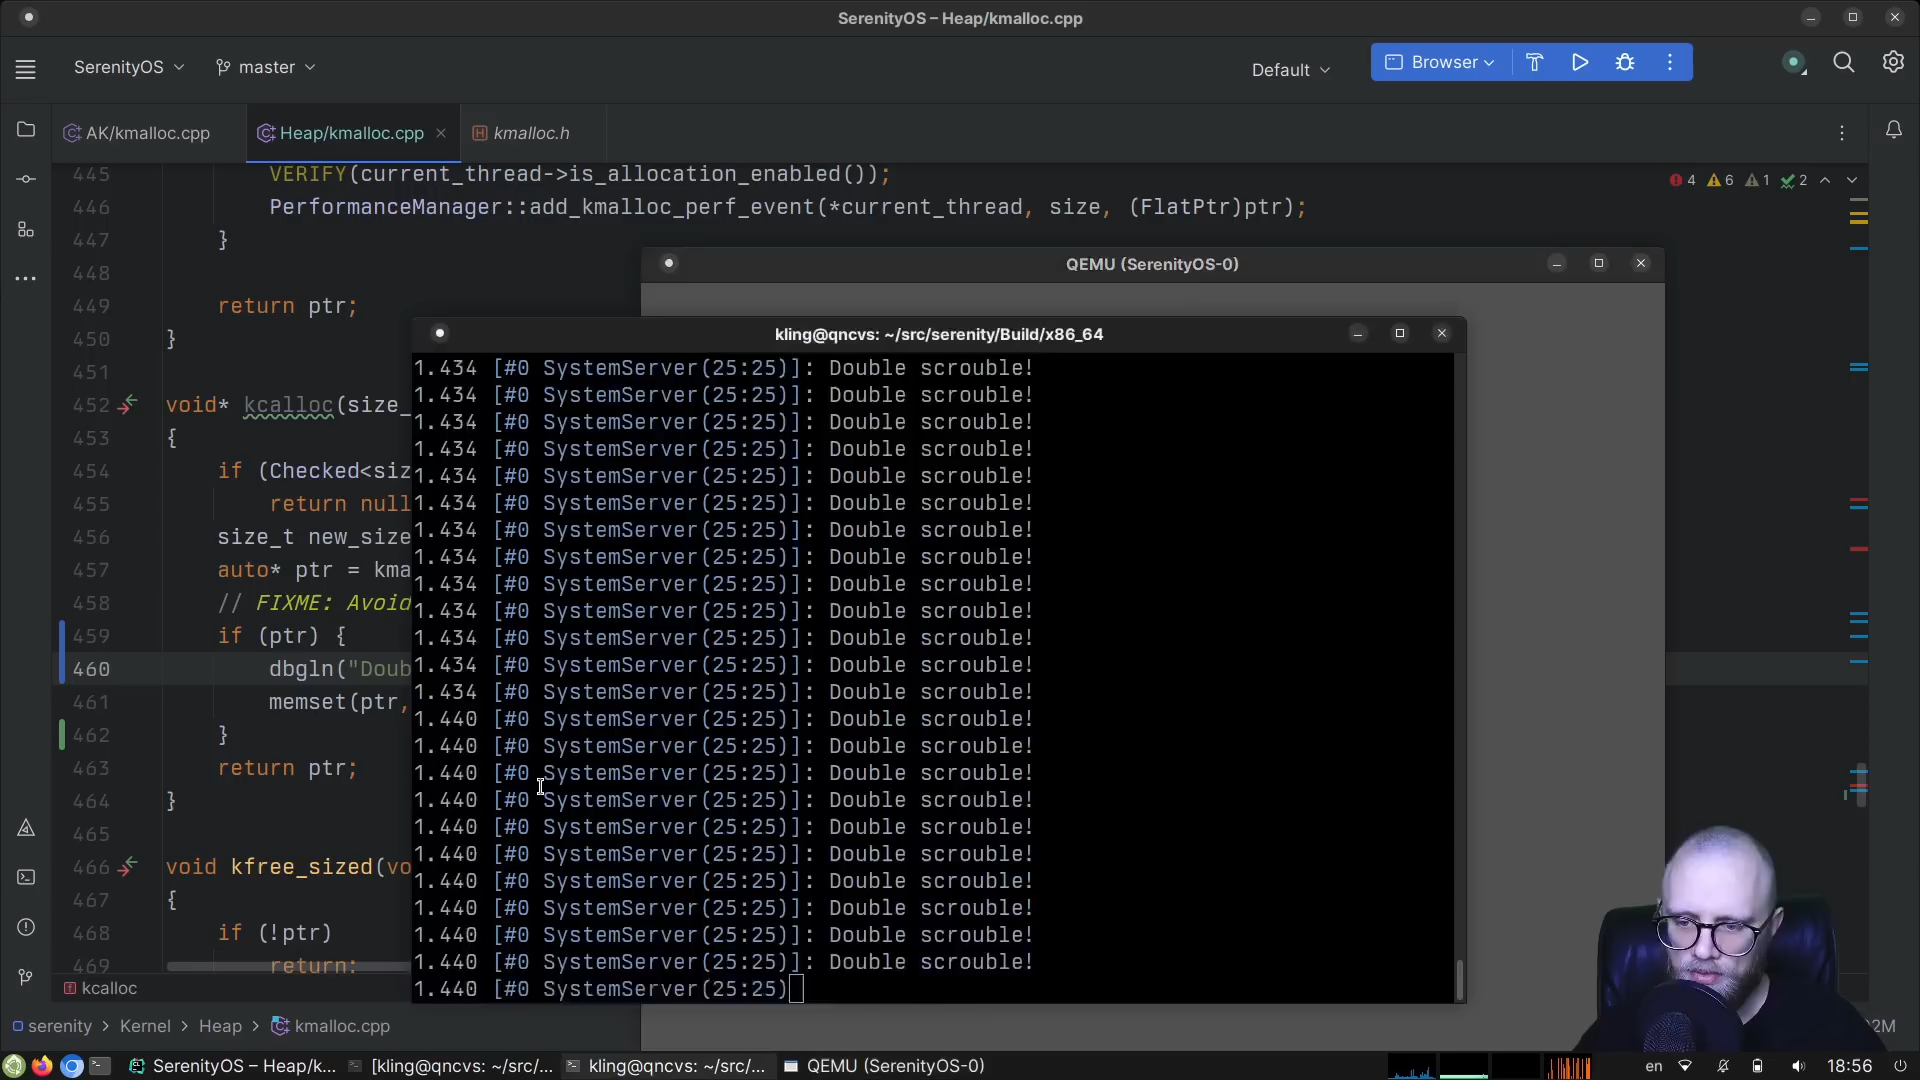 SerenityOS – Heap/kmalloc.cpp
SerenityOS
master
Default
Browser
AK/kmalloc.cpp
Heap/kmalloc.cpp
kmalloc.h
4 6 1 2
445 VERIFY(current_thread->is_allocation_enabled());
446 PerformanceManager::add_kmalloc_perf_event(*current_thread, size, (FlatPtr)ptr);
447 }
448
449 return ptr;
450 }
451
452 void* kcalloc(size_
453 {
454 if (Checked<siz
455 return null
456 size_t new_size
457 auto* ptr = kma
458 // FIXME: Avoid
459 if (ptr) {
460 dbgln("Doub
461 memset(ptr,
462 }
463 return ptr;
464 }
465
466 void kfree_sized(vo
467 {
468 if (!ptr)
469 return;
kcalloc
serenity > Kernel > Heap > kmalloc.cpp
QEMU (SerenityOS-0)
kling@qncvs: ~/src/serenity/Build/x86_64
1.434 [#0 SystemServer(25:25)]: Double scrouble!
1.434 [#0 SystemServer(25:25)]: Double scrouble!
1.434 [#0 SystemServer(25:25)]: Double scrouble!
1.434 [#0 SystemServer(25:25)]: Double scrouble!
1.434 [#0 SystemServer(25:25)]: Double scrouble!
1.434 [#0 SystemServer(25:25)]: Double scrouble!
1.434 [#0 SystemServer(25:25)]: Double scrouble!
1.434 [#0 SystemServer(25:25)]: Double scrouble!
1.434 [#0 SystemServer(25:25)]: Double scrouble!
1.434 [#0 SystemServer(25:25)]: Double scrouble!
1.434 [#0 SystemServer(25:25)]: Double scrouble!
1.434 [#0 SystemServer(25:25)]: Double scrouble!
1.434 [#0 SystemServer(25:25)]: Double scrouble!
1.440 [#0 SystemServer(25:25)]: Double scrouble!
1.440 [#0 SystemServer(25:25)]: Double scrouble!
1.440 [#0 SystemServer(25:25)]: Double scrouble!
1.440 [#0 SystemServer(25:25)]: Double scrouble!
1.440 [#0 SystemServer(25:25)]: Double scrouble!
1.440 [#0 SystemServer(25:25)]: Double scrouble!
1.440 [#0 SystemServer(25:25)]: Double scrouble!
1.440 [#0 SystemServer(25:25)]: Double scrouble!
1.440 [#0 SystemServer(25:25)]: Double scrouble!
1.440 [#0 SystemServer(25:25)]: Double scrouble!
1.440 [#0 SystemServer(25:25)
SerenityOS – Heap/k...
[kling@qncvs: ~/src/...
kling@qncvs: ~/src/...
QEMU (SerenityOS-0)
en
18:56